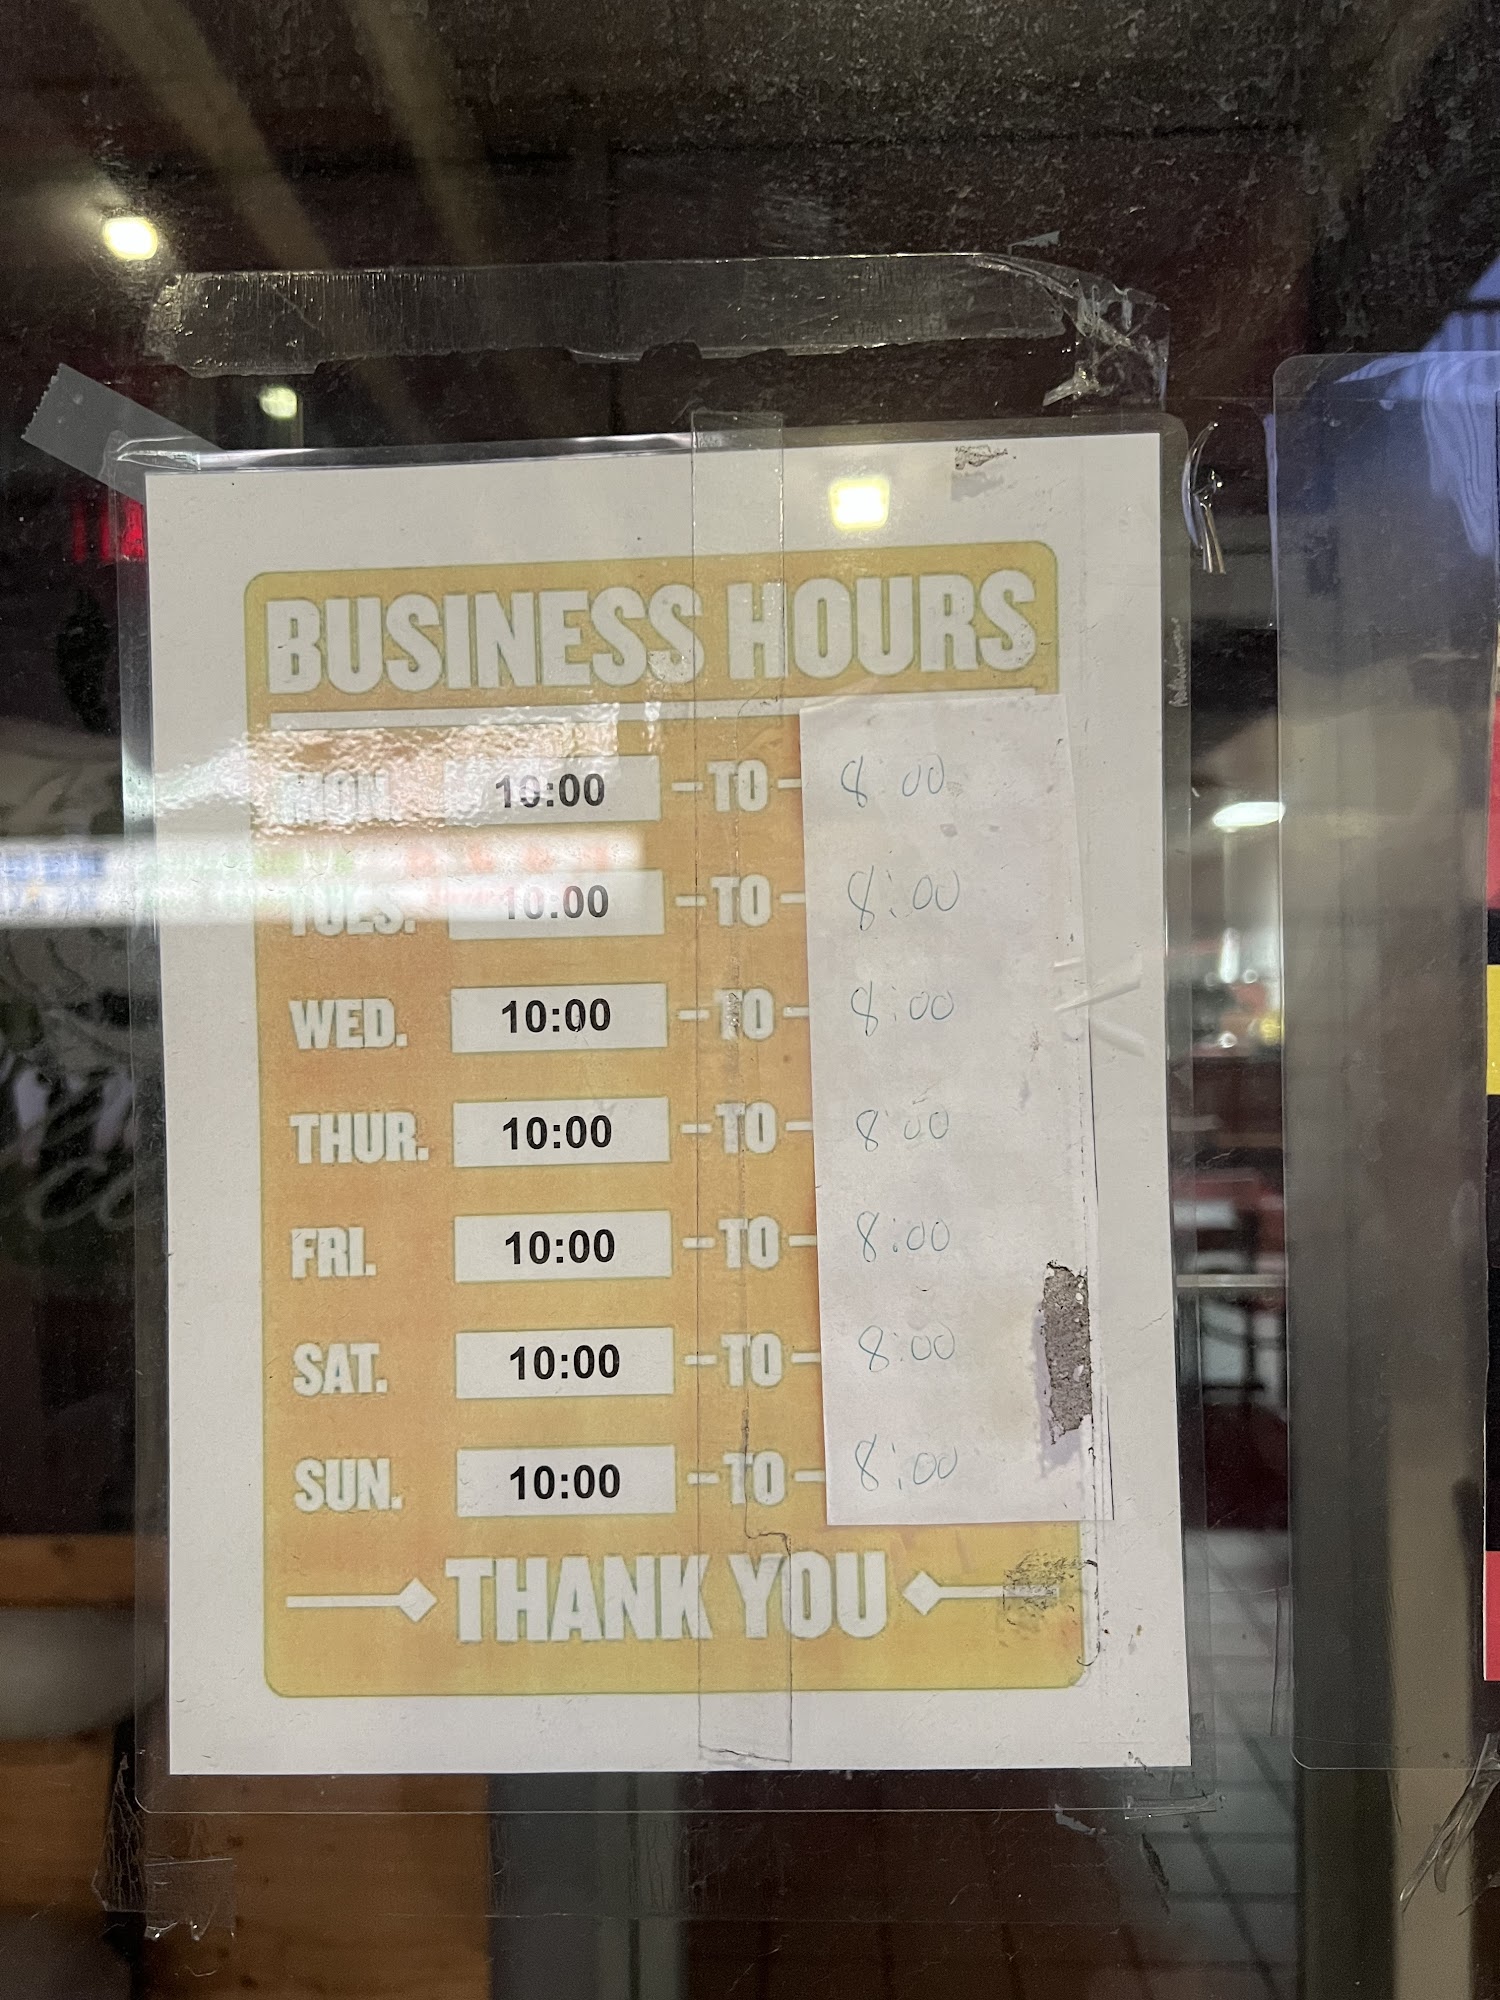 BUSINESS HOURS
MON. 10:00 -TO- 8:00
TUES. 10:00 -TO- 8:00
WED. 10:00 -TO- 8:00
THUR. 10:00 -TO- 8:00
FRI. 10:00 -TO- 8:00
SAT. 10:00 -TO- 8:00
SUN. 10:00 -TO- 8:00
THANK YOU